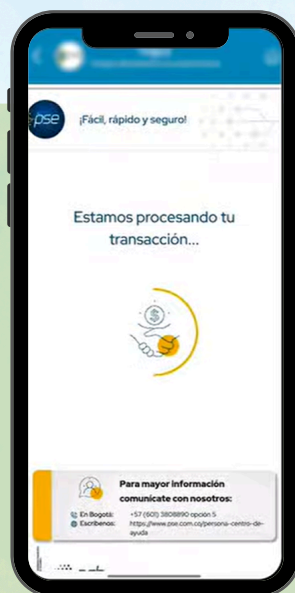 pse
¡Fácil, rápido y seguro!
Estamos procesando tu
transacción...
$
Para mayor información
comunícate con nosotros:
En Bogotá: +57 (601) 3808890 opción 5
Escríbenos: https://www.pse.com.co/persona-centro-de-
ayuda